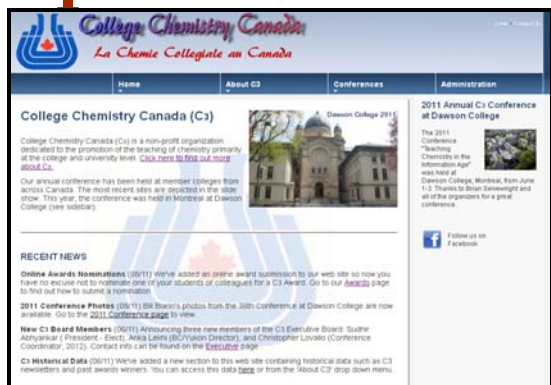 College Chemistry Canada
La Chemie Collegiale au Canada
Home
About C3
Conferences
Administration
College Chemistry Canada (C3)
College Chemistry Canada (C3) is a non-profit organization
dedicated to the promotion of the teaching of chemistry primarily
at the college and university level. Click here to find out more
about C3.
Our annual conference has been held at member colleges from
across Canada. The most recent sites are depicted in the slide
show. This year, the conference was held in Montreal at Dawson
College (see sidebar).
Dawson College 2011
RECENT NEWS
Online Awards Nominations (08/11) We've added an online award submission to our web site so now you
have no excuse not to nominate one of your students or colleagues for a C3 Award. Go to our Awards page
to find out how to submit a nomination.
2011 Conference Photos (08/11) Bill Blann's photos from the 38th Conference at Dawson College are now
available. Go to the 2011 Conference page to view.
New C3 Board Members (06/11) Announcing three new members of the C3 Executive Board: Sudhir
Abhyankar ( President - Elect), Anka Lekhi (BC/Yukon Director), and Christopher Lovallo (Conference
Coordinator, 2012). Contact info can be found on the Executive page.
C3 Historical Data (06/11) We've added a new section to this web site containing historical data such as C3
newsletters and past awards winners. You can access this data here or from the 'About C3' drop down menu.
2011 Annual C3 Conference
at Dawson College
The 2011
Conference
"Teaching
Chemistry in the
Information Age"
was held at
Dawson College, Montreal, from June
1-3. Thanks to Brian Seivewright and
all of the organizers for a great
conference.
Follow us on
Facebook